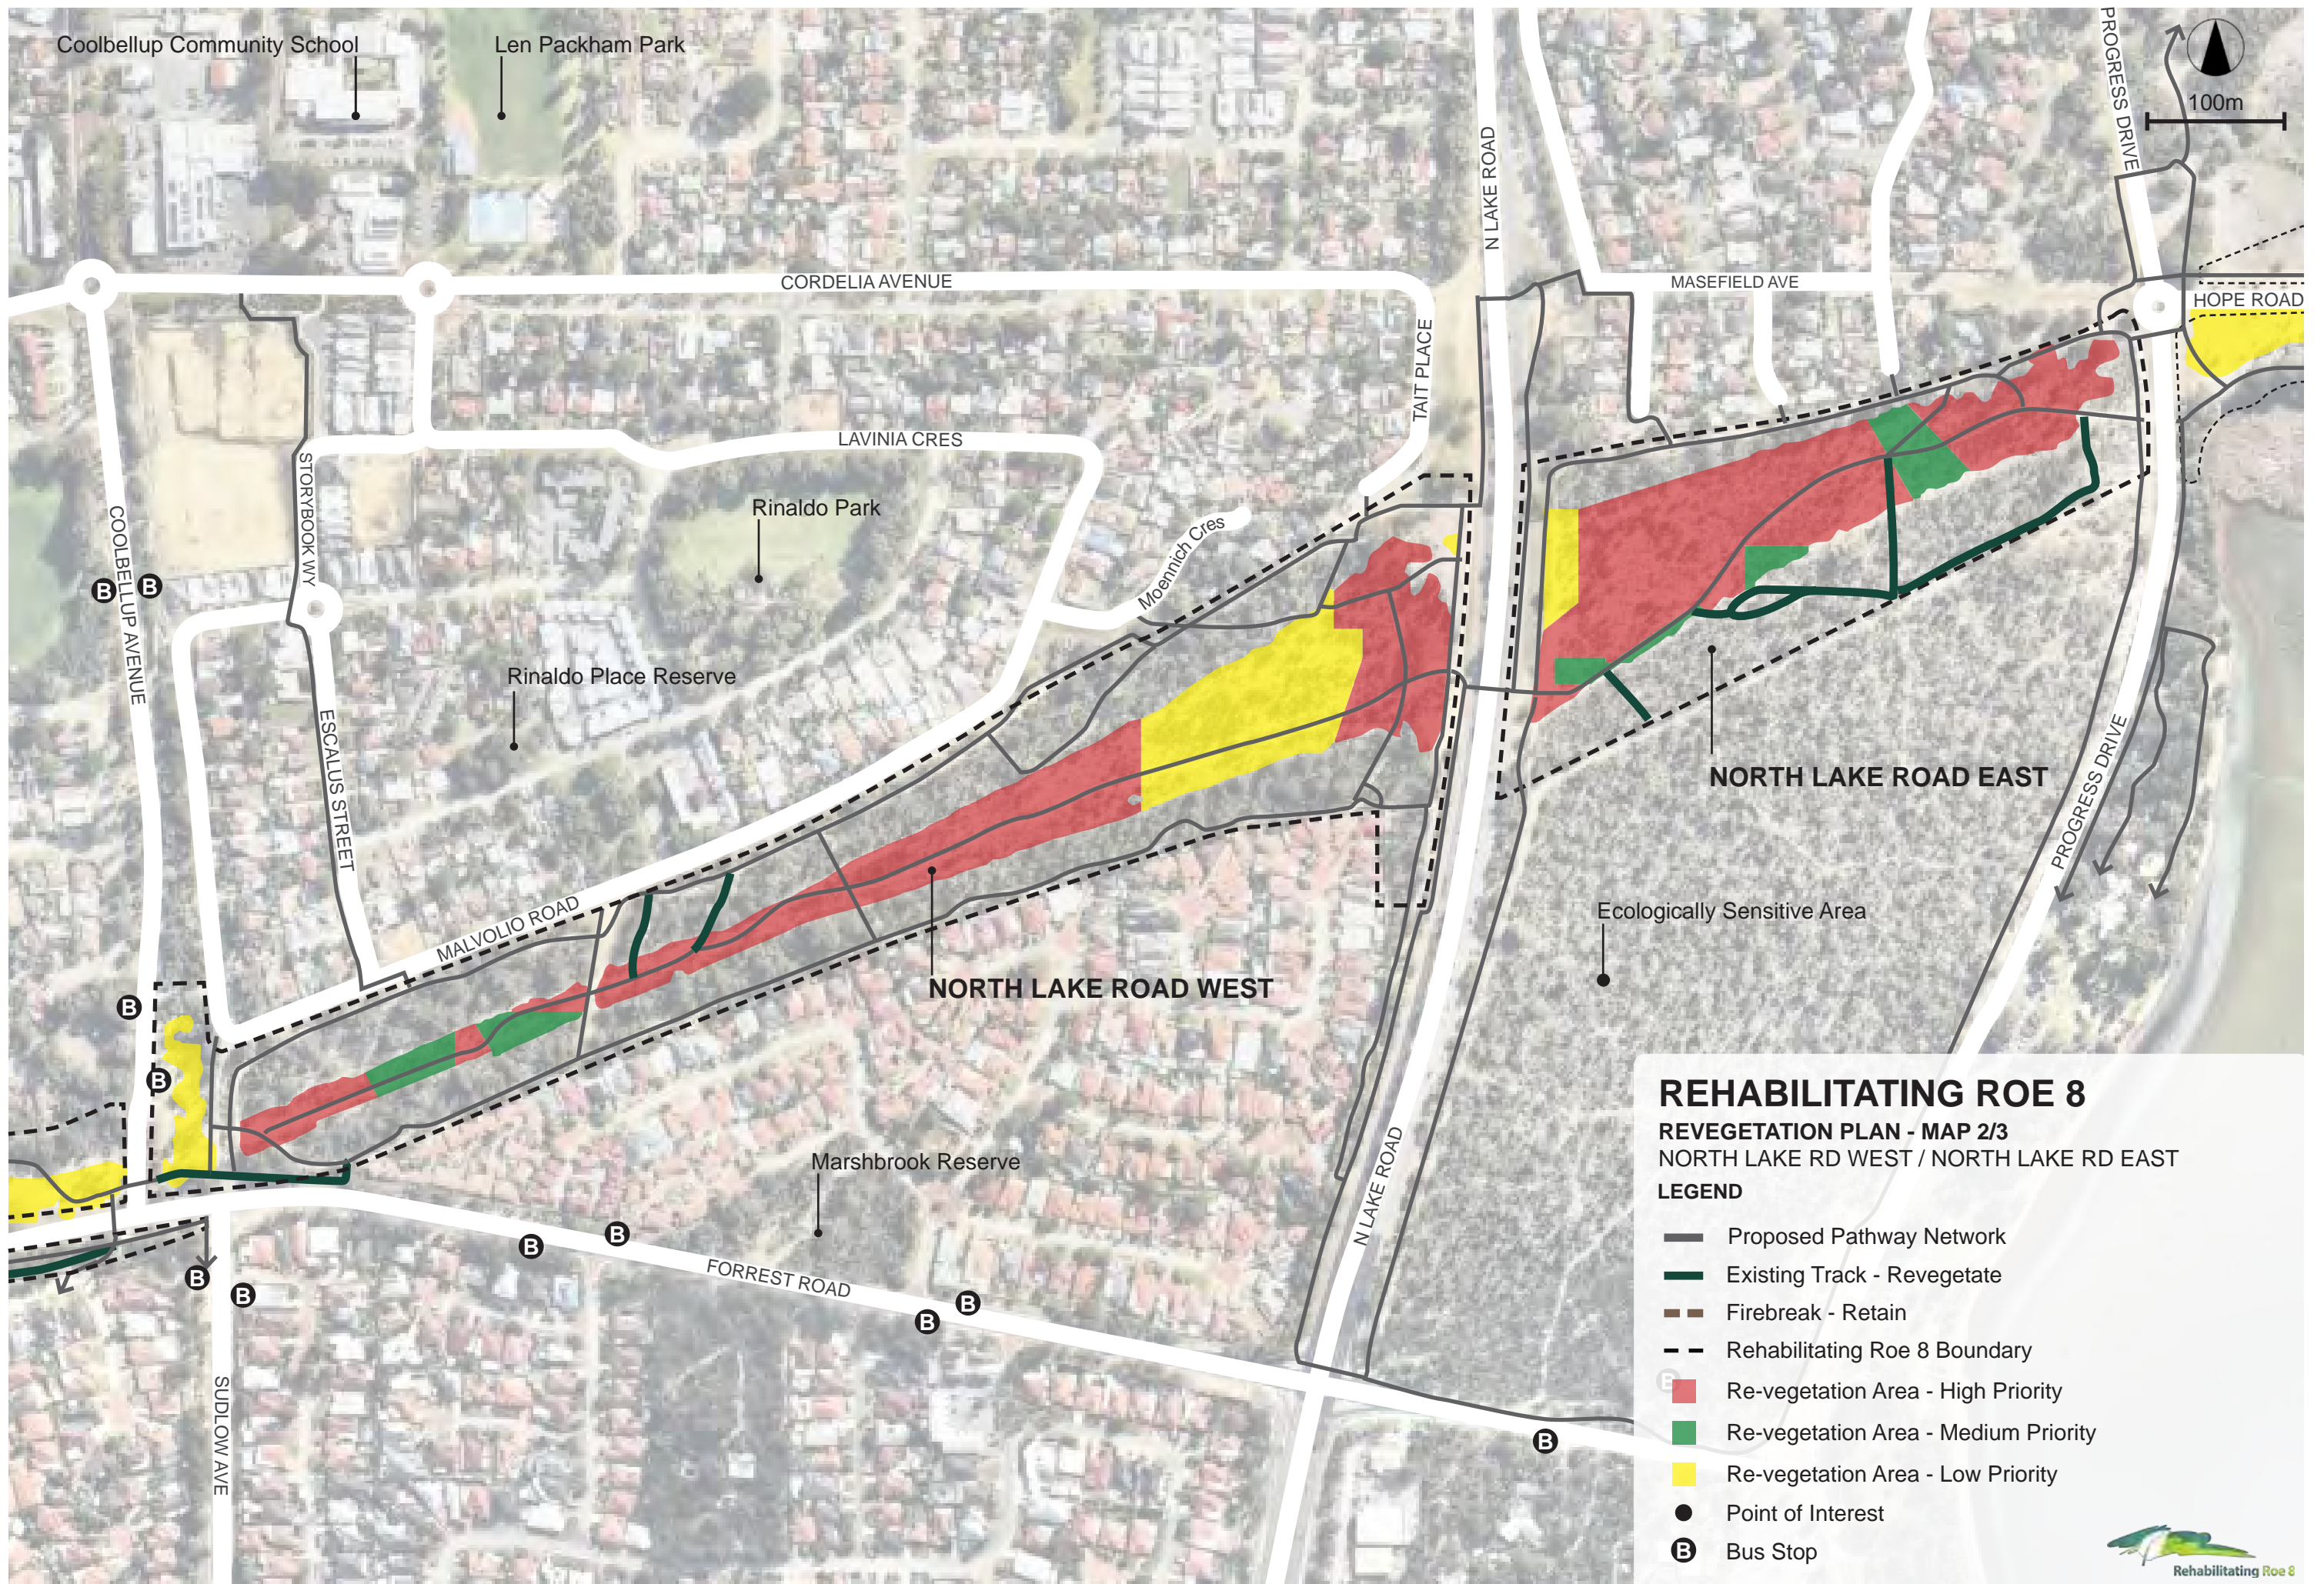 Coolbellup Community School
Len Packham Park
PROGRESS DRIVE
100m
N LAKE ROAD
CORDELIA AVENUE
MASEFIELD AVE
HOPE ROAD
TAIT PLACE
LAVINIA CRES
STORYBOOK WY
COOLBELLUP AVENUE
Rinaldo Park
Moennich Cres
B
B
Rinaldo Place Reserve
ESCALUS STREET
NORTH LAKE ROAD EAST
PROGRESS DRIVE
MALVOLIO ROAD
Ecologically Sensitive Area
NORTH LAKE ROAD WEST
B
B
Marshbrook Reserve
N LAKE ROAD
B
B
FORREST ROAD
B
B
B
B
SUDLOW AVE
B
REHABILITATING ROE 8
REVEGETATION PLAN - MAP 2/3
NORTH LAKE RD WEST / NORTH LAKE RD EAST
LEGEND
Proposed Pathway Network
Existing Track - Revegetate
Firebreak - Retain
Rehabilitating Roe 8 Boundary
B
Re-vegetation Area - High Priority
Re-vegetation Area - Medium Priority
Re-vegetation Area - Low Priority
Point of Interest
B Bus Stop
Rehabilitating Roe 8